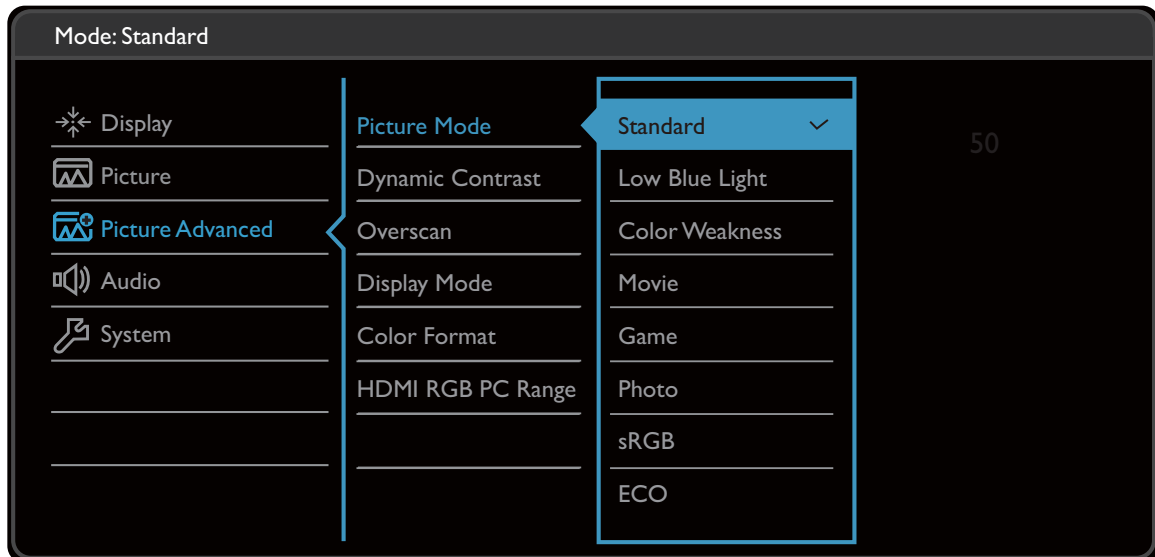 Mode: Standard
Display
Picture
Picture Advanced
Audio
System
Picture Mode
Dynamic Contrast
Overscan
Display Mode
Color Format
HDMI RGB PC Range
Standard
Low Blue Light
Color Weakness
Movie
Game
Photo
sRGB
ECO
50